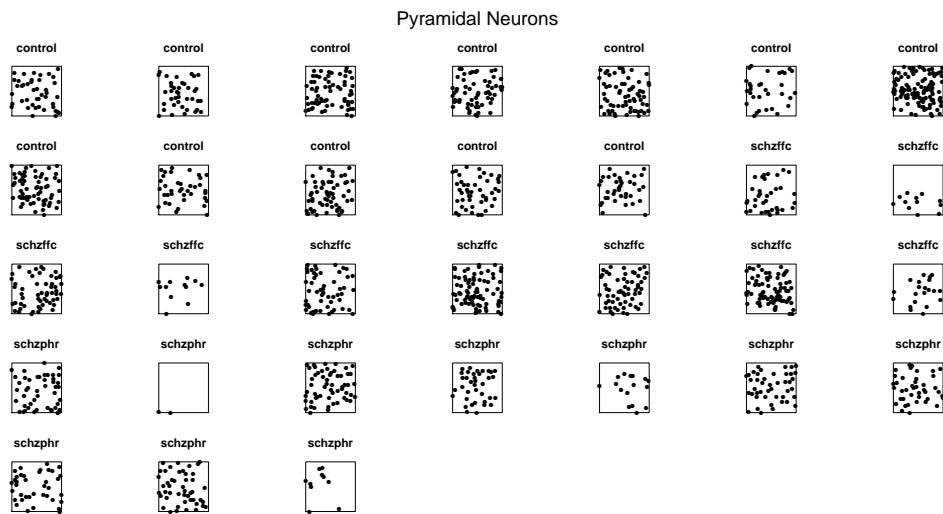 Pyramidal Neurons
control control control control control control control
control control control control control schzffc schzffc
schzffc schzffc schzffc schzffc schzffc schzffc schzffc
schzphr schzphr schzphr schzphr schzphr schzphr schzphr
schzphr schzphr schzphr